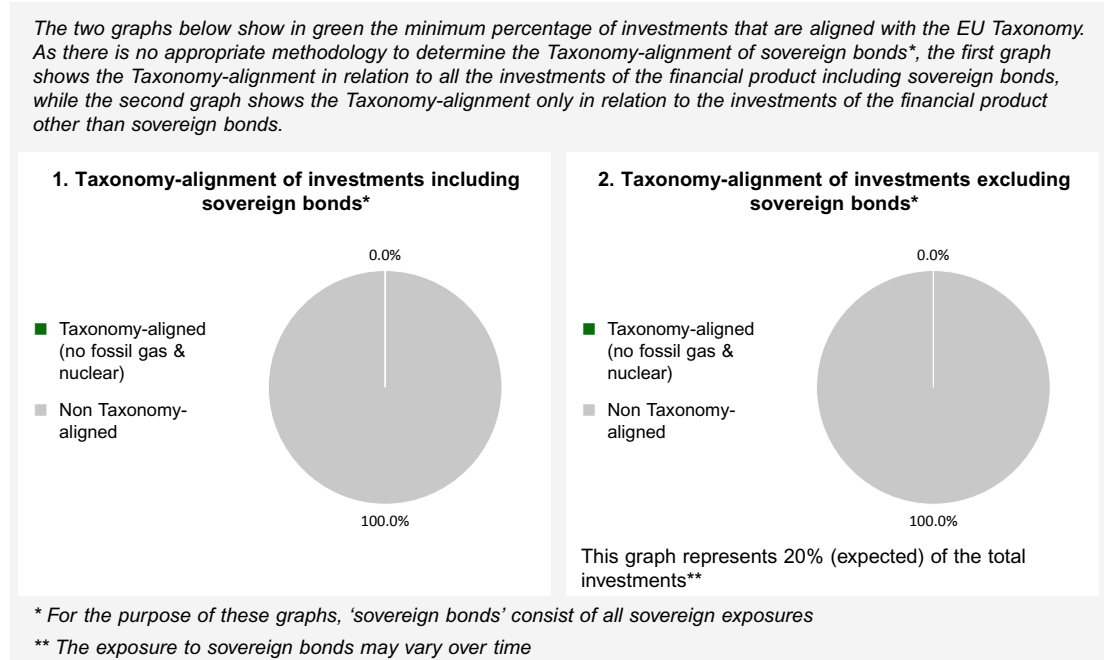 The two graphs below show in green the minimum percentage of investments that are aligned with the EU Taxonomy.
As there is no appropriate methodology to determine the Taxonomy-alignment of sovereign bonds*, the first graph
shows the Taxonomy-alignment in relation to all the investments of the financial product including sovereign bonds,
while the second graph shows the Taxonomy-alignment only in relation to the investments of the financial product
other than sovereign bonds.
1. Taxonomy-alignment of investments including
sovereign bonds*
0.0%
Taxonomy-aligned
(no fossil gas &
nuclear)
Non Taxonomy-
aligned
100.0%
2. Taxonomy-alignment of investments excluding
sovereign bonds*
0.0%
Taxonomy-aligned
(no fossil gas &
nuclear)
Non Taxonomy-
aligned
100.0%
This graph represents 20% (expected) of the total
investments**
* For the purpose of these graphs, ‘sovereign bonds’ consist of all sovereign exposures
** The exposure to sovereign bonds may vary over time